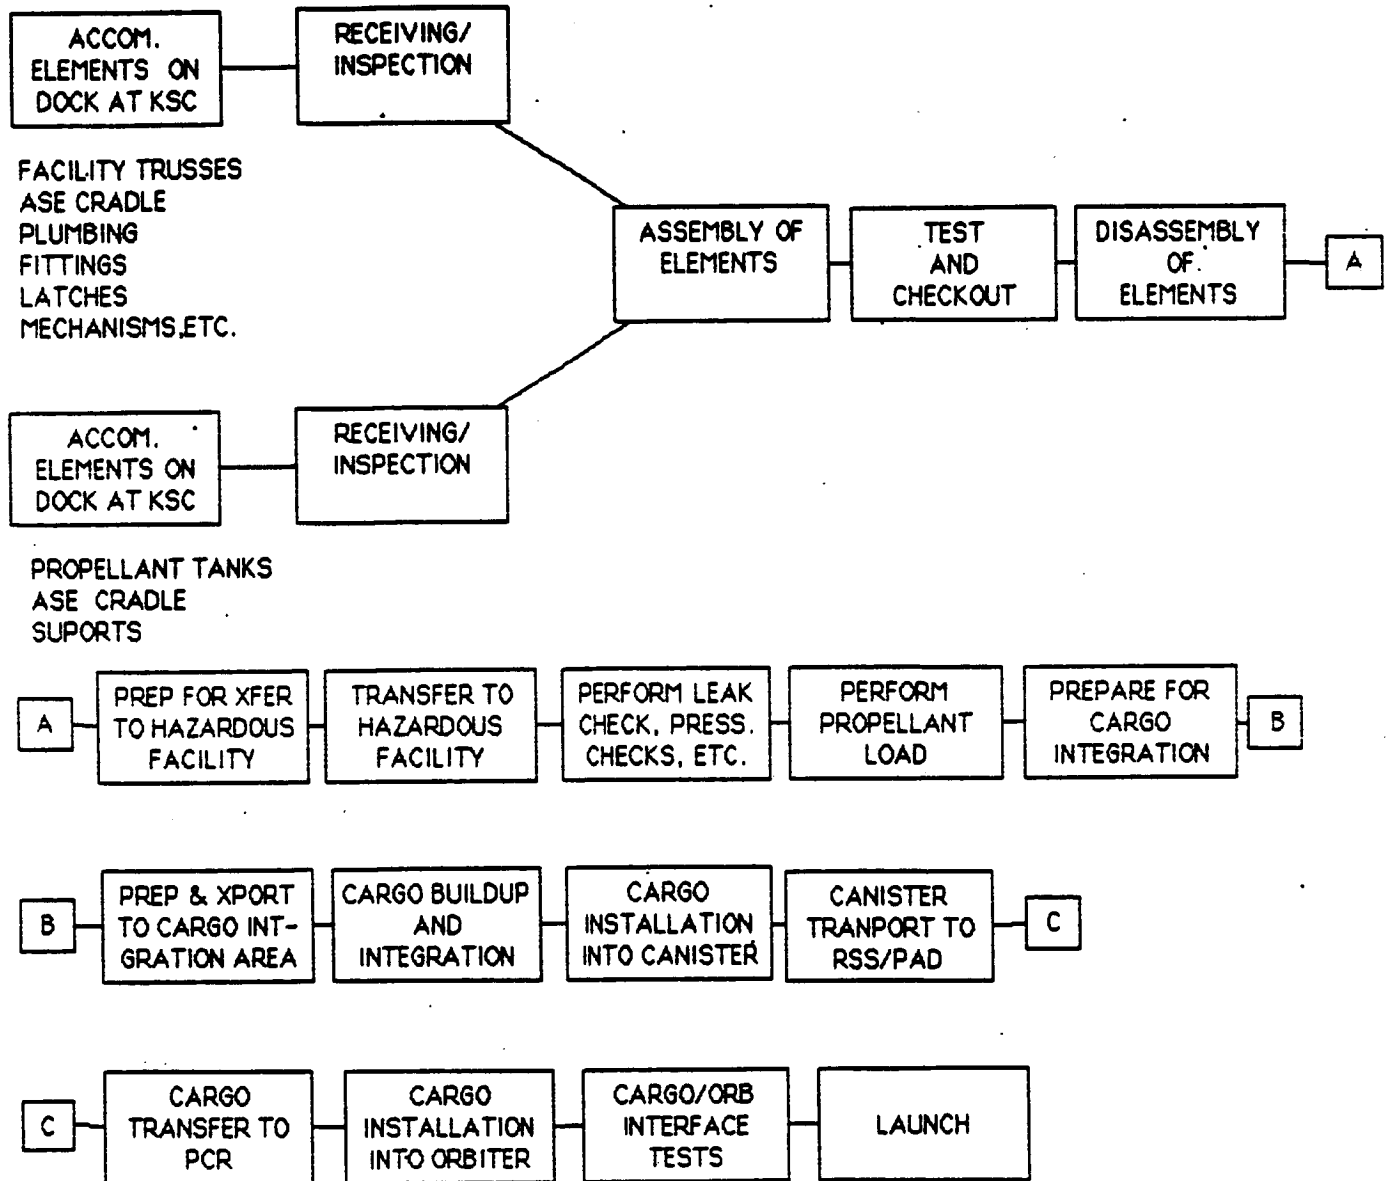 ACCOM.
ELEMENTS ON
DOCK AT KSC
RECEIVING/
INSPECTION
FACILITY TRUSSES
ASE CRADLE
PLUMBING
FITTINGS
LATCHES
MECHANISMS,ETC.
ASSEMBLY OF
ELEMENTS
TEST
AND
CHECKOUT
DISASSEMBLY
OF
ELEMENTS
A
ACCOM.
ELEMENTS ON
DOCK AT KSC
RECEIVING/
INSPECTION
PROPELLANT TANKS
ASE CRADLE
SUPORTS
A
PREP FOR XFER
TO HAZARDOUS
FACILITY
TRANSFER TO
HAZARDOUS
FACILITY
PERFORM LEAK
CHECK, PRESS.
CHECKS, ETC.
PERFORM
PROPELLANT
LOAD
PREPARE FOR
CARGO
INTEGRATION
B
B
PREP & XPORT
TO CARGO INT-
GRATION AREA
CARGO BUILDUP
AND
INTEGRATION
CARGO
INSTALLATION
INTO CANISTER
CANISTER
TRANPORT TO
RSS/PAD
C
C
CARGO
TRANSFER TO
PCR
CARGO
INSTALLATION
INTO ORBITER
CARGO/ORB
INTERFACE
TESTS
LAUNCH